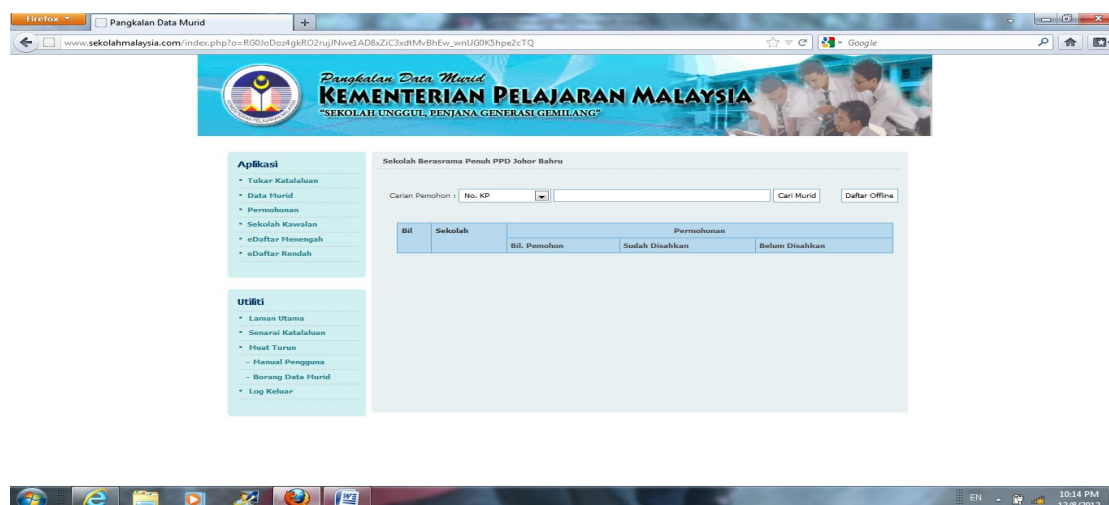 Firefox
Pangkalan Data Murid
www.sekolahmalaysia.com/index.php?o=RG0JoDoz4gkRO2rujJNwe1AD8xZiC3xdtMvBhEw_wnUG0K5hpe2cTQ
Google
Pangkalan Data Murid
KEMENTERIAN PELAJARAN MALAYSIA
"SEKOLAH UNGGUL, PENJANA GENERASI GEMILANG"
Aplikasi
Tukar Katalaluan
Data Murid
Permohonan
Sekolah Kawalan
eDaftar Menengah
eDaftar Rendah
Utiliti
Laman Utama
Senarai Katalaluan
Muat Turun
- Manual Pengguna
- Borang Data Murid
Log Keluar
Sekolah Berasrama Penuh PPD Johor Bahru
Carian Pemohon : No. KP Cari Murid Daftar Offline
Bil Sekolah Permohonan
Bil. Pemohon Sudah Disahkan Belum Disahkan
EN 10:14 PM
12/8/2012